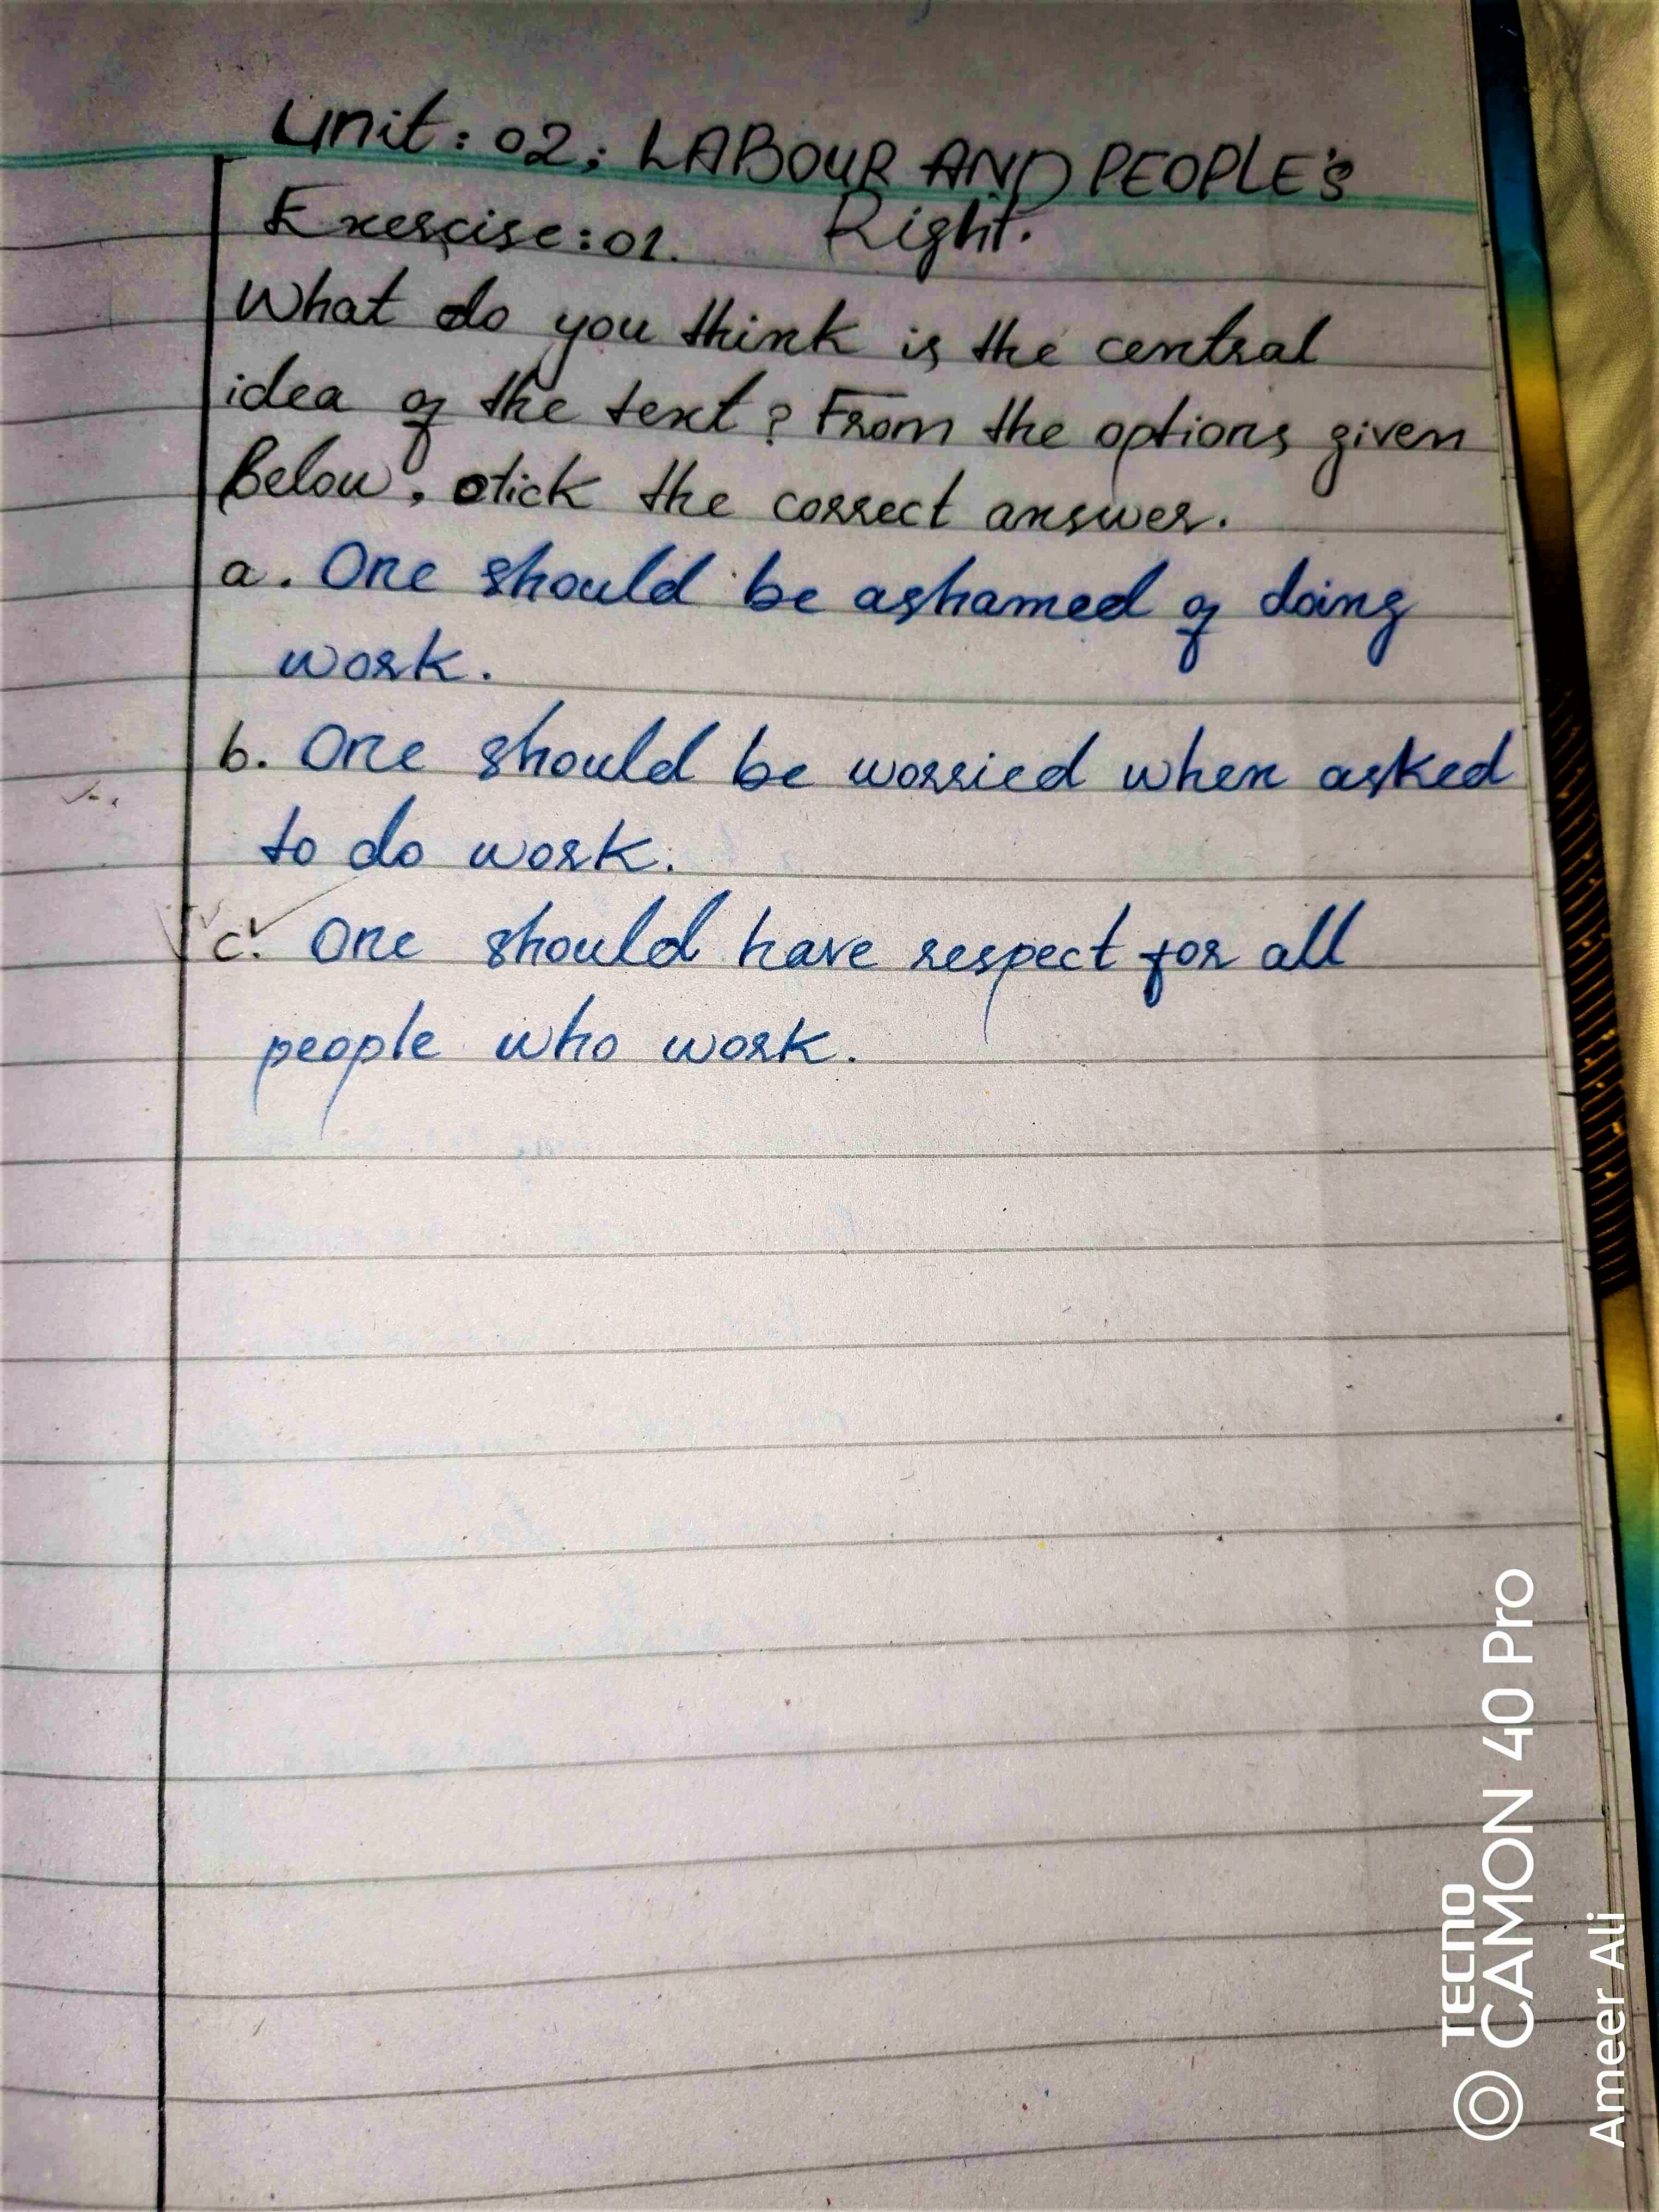 Unit: 02; LABOUR AND PEOPLE's
Exercise: 01. Right.
What do you think is the central
idea of the text? From the options given
Below, tick the correct answer.
a. One should be ashamed of doing
work.
b. One should be worried when asked
to do work.
c. One should have respect for all
people who work.
TECNO
CAMON 40 Pro
Ameer Ali